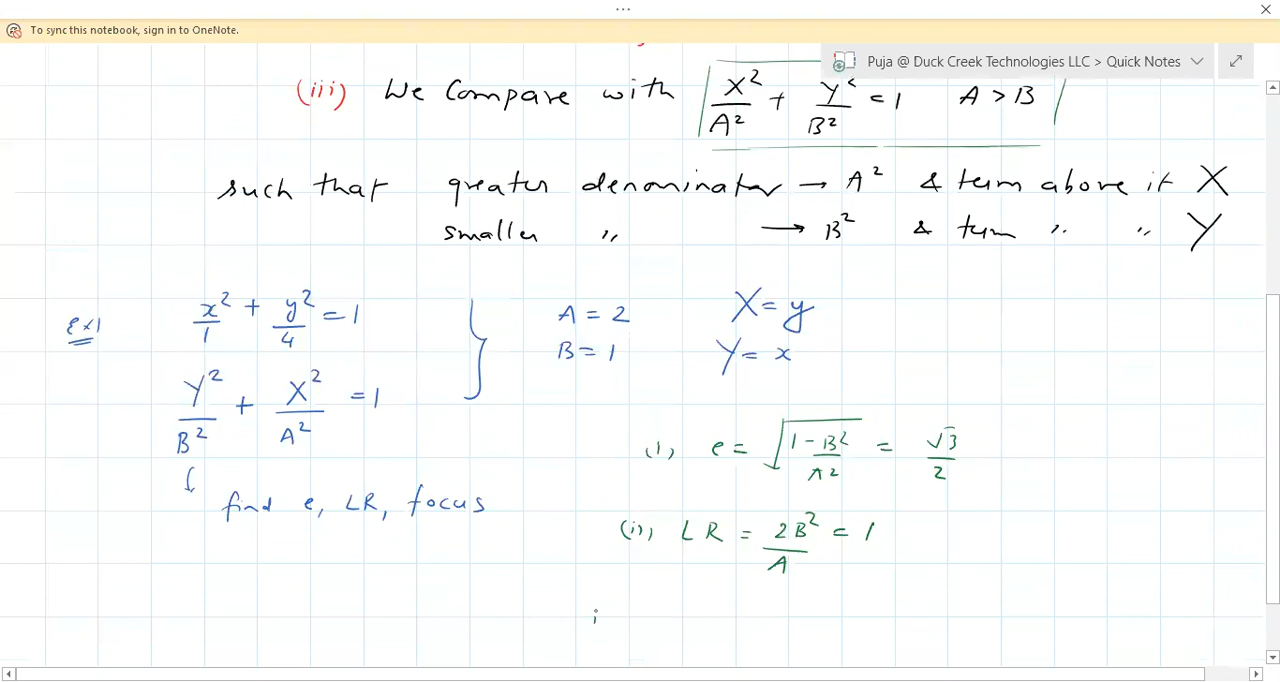 To sync this notebook, sign in to OneNote.
Puja @ Duck Creek Technologies LLC > Quick Notes
(iii) We Compare with X²/A² + Y²/B² = 1 A > B
such that greater denominator → A² & term above it X
smaller ,, → B² & term ,, ,, Y
Ex1 x²/1 + y²/4 = 1 } A = 2 X = y
B = 1 Y = x
Y²/B² + X²/A² = 1
(i), e = √(1 - B²/A²) = √3/2
find e, LR, focus
(ii), LR = 2B²/A = 1
i